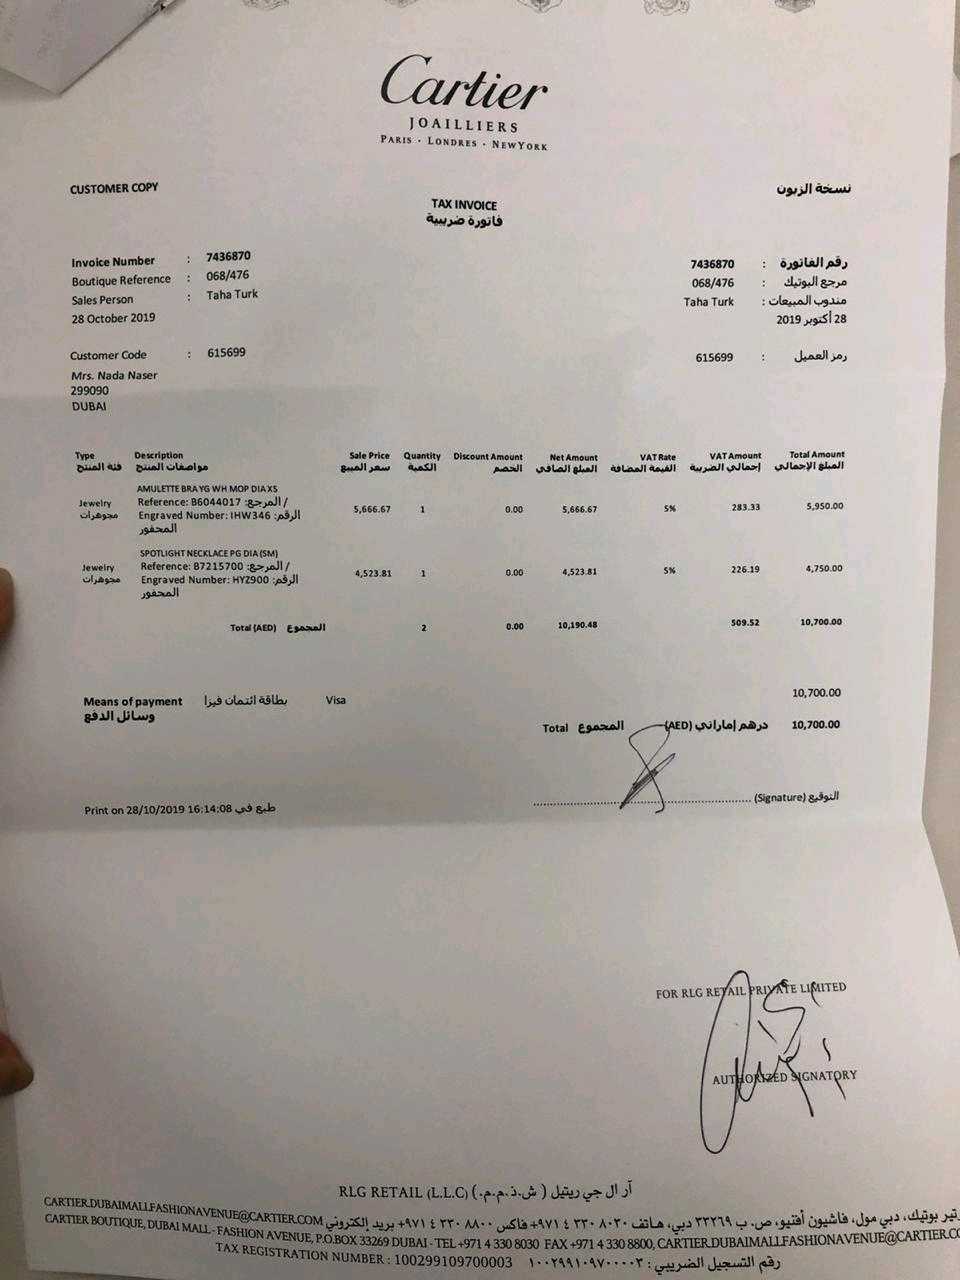 Cartier
JOAILLIERS
PARIS · LONDRES · NEWYORK
CUSTOMER COPY
نسخة الزبون
TAX INVOICE
فاتورة ضريبية
Invoice Number : 7436870
7436870 : رقم الفاتورة
Boutique Reference : 068/476
068/476 : مرجع البوتيك
Sales Person : Taha Turk
Taha Turk : مندوب المبيعات
28 October 2019
28 أكتوبر 2019
Customer Code : 615699
615699 : رمز العميل
Mrs. Nada Naser
299090
DUBAI
Type Description Sale Price Quantity Discount Amount Net Amount VAT Rate VAT Amount Total Amount
فئة المنتج مواصفات المنتج سعر المبيع الكمية الخصم المبلغ الصافي القيمة المضافة إجمالي الضريبة المبلغ الإجمالي
AMULETTE BRA YG WH MOP DIA XS
Jewelry Reference: B6044017 :المرجع / 5,666.67 1 0.00 5,666.67 5% 283.33 5,950.00
مجوهرات Engraved Number: IHW346 :الرقم
المحفور
SPOTLIGHT NECKLACE PG DIA (SM)
Jewelry Reference: B7215700 :المرجع / 4,523.81 1 0.00 4,523.81 5% 226.19 4,750.00
مجوهرات Engraved Number: HYZ900 :الرقم
المحفور
Total (AED) المجموع 2 0.00 10,190.48 509.52 10,700.00
10,700.00
Means of payment بطاقة ائتمان فيزا Visa
وسائل الدفع
Total المجموع (AED) درهم إماراتي 10,700.00
(Signature) التوقيع
Print on 28/10/2019 16:14:08 طبع في
FOR RLG RETAIL PRIVATE LIMITED
AUTHORIZED SIGNATORY
RLG RETAIL (L.L.C) (.آر ال جي ريتيل ( ش.ذ.م.م
تير بوتيك، دبي مول، فاشيون أفنيو، ص. ب ٣٣٢٦٩ دبي، هاتف ٨٠٣٠ ٣٣٠ ٤ ٩٧١+ فاكس ٨٨٠٠ ٣٣٠ ٤ ٩٧١+ بريد إلكتروني CARTIER.DUBAIMALLFASHIONAVENUE@CARTIER.COM
CARTIER BOUTIQUE, DUBAI MALL - FASHION AVENUE, P.O.BOX 33269 DUBAI - TEL +971 4 330 8030 FAX +971 4 330 8800, CARTIER.DUBAIMALLFASHIONAVENUE@CARTIER.CO
TAX REGISTRATION NUMBER : 100299109700003 رقم التسجيل الضريبي : ١٠٠٢٩٩١٠٩٧٠٠٠٠٣